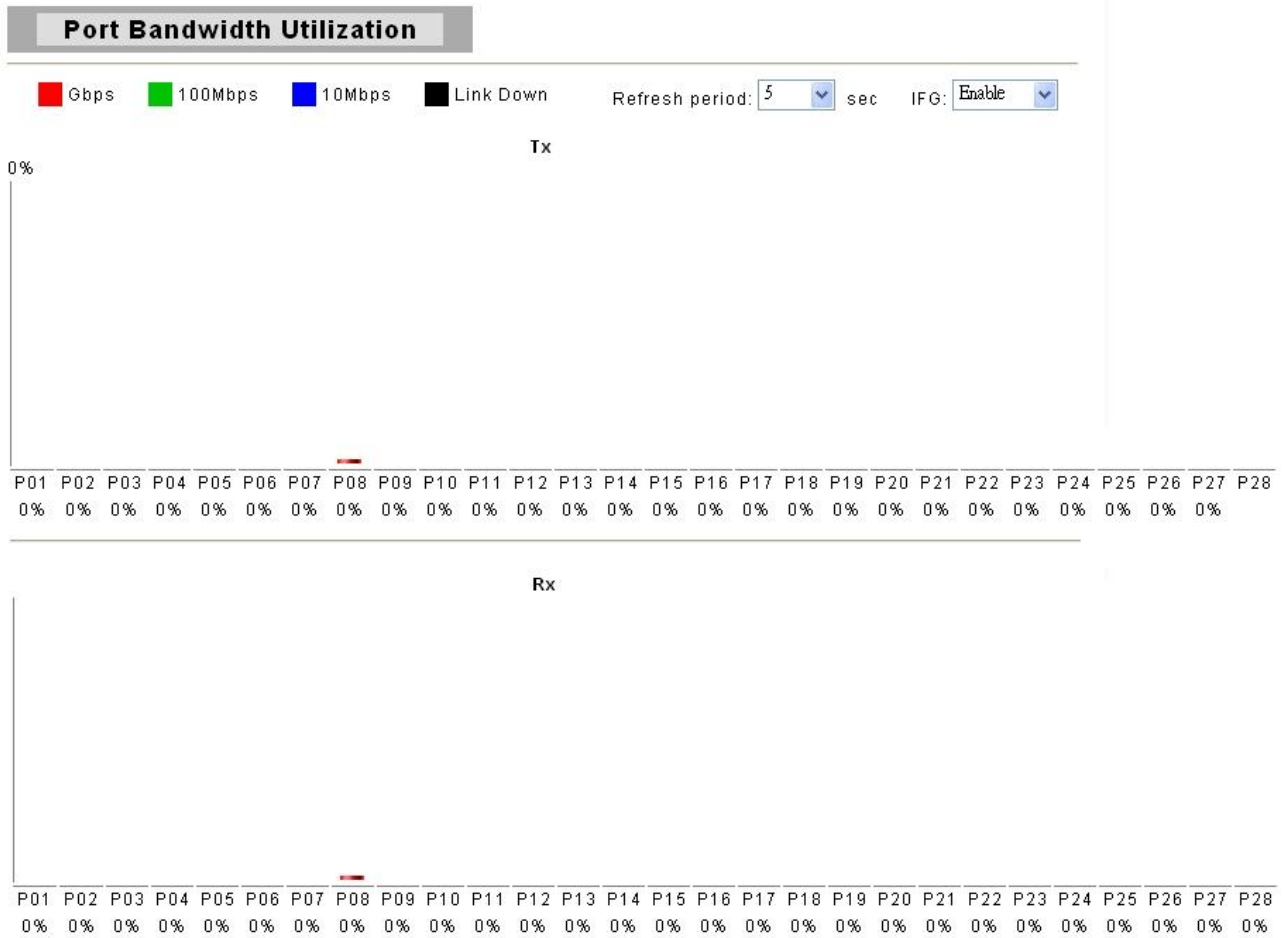 Port Bandwidth Utilization
Gbps 100Mbps 10Mbps Link Down Refresh period: 5 sec IFG: Enable
Tx
0%
P01 P02 P03 P04 P05 P06 P07 P08 P09 P10 P11 P12 P13 P14 P15 P16 P17 P18 P19 P20 P21 P22 P23 P24 P25 P26 P27 P28
0% 0% 0% 0% 0% 0% 0% 0% 0% 0% 0% 0% 0% 0% 0% 0% 0% 0% 0% 0% 0% 0% 0% 0% 0% 0% 0%
Rx
P01 P02 P03 P04 P05 P06 P07 P08 P09 P10 P11 P12 P13 P14 P15 P16 P17 P18 P19 P20 P21 P22 P23 P24 P25 P26 P27 P28
0% 0% 0% 0% 0% 0% 0% 0% 0% 0% 0% 0% 0% 0% 0% 0% 0% 0% 0% 0% 0% 0% 0% 0% 0% 0% 0% 0%